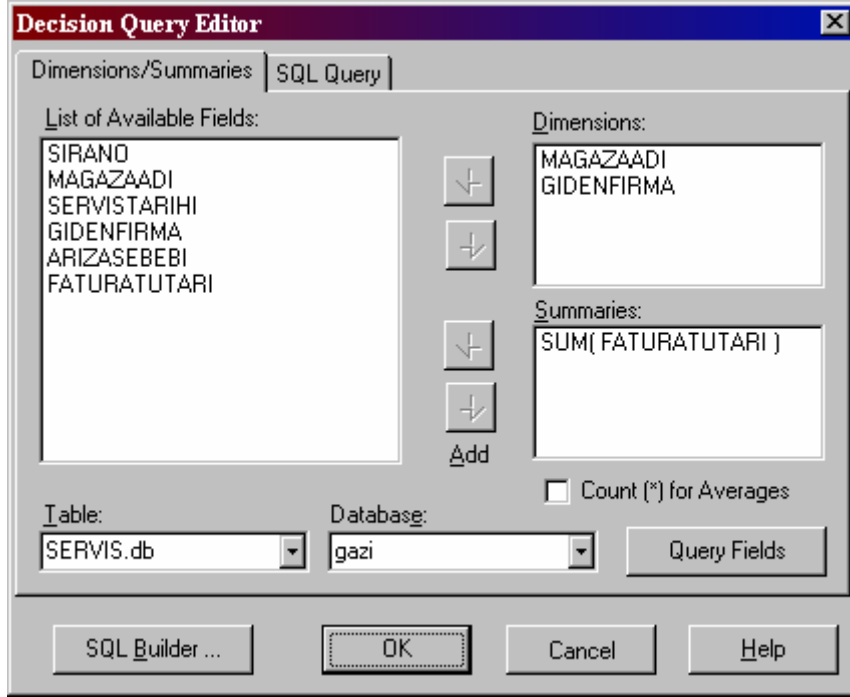 Decision Query Editor
Dimensions/Summaries
SQL Query
List of Available Fields:
SIRANO
MAGAZAADI
SERVISTARIHI
GIDENFIRMA
ARIZASEBEBI
FATURATUTARI
Dimensions:
MAGAZAADI
GIDENFIRMA
Summaries:
SUM( FATURATUTARI )
Add
Count (*) for Averages
Table:
SERVIS.db
Database:
gazi
Query Fields
SQL Builder ...
OK
Cancel
Help